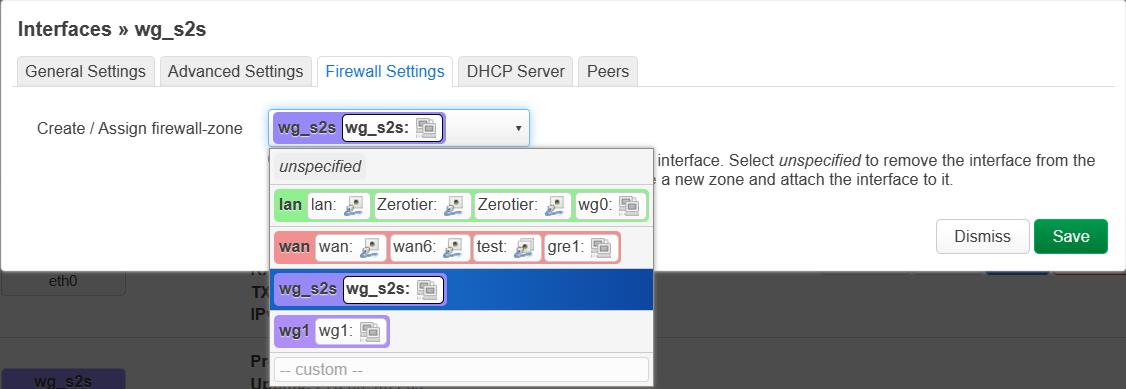 Interfaces » wg_s2s
General Settings Advanced Settings Firewall Settings DHCP Server Peers
Create / Assign firewall-zone wg_s2s wg_s2s:
unspecified
interface. Select unspecified to remove the interface from the
a new zone and attach the interface to it.
lan lan: Zerotier: Zerotier: wg0:
wan wan: wan6: test: gre1:
Dismiss Save
wg_s2s wg_s2s:
eth0
wg1 wg1:
-- custom --
wg_s2s